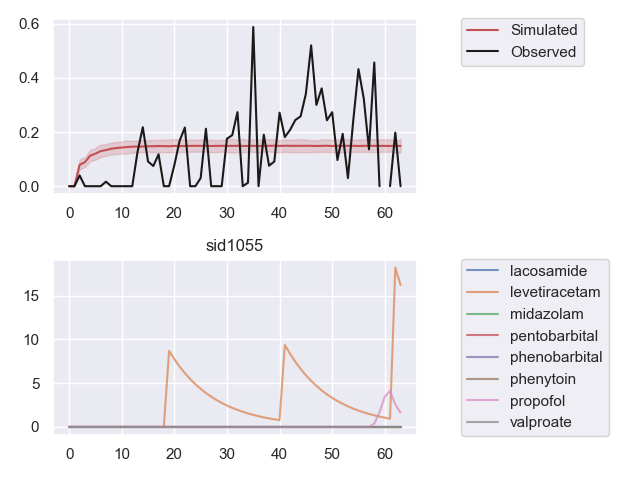 0.6
0.4
0.2
0.0
0 10 20 30 40 50 60
Simulated
Observed
sid1055
15
10
5
0
0 10 20 30 40 50 60
lacosamide
levetiracetam
midazolam
pentobarbital
phenobarbital
phenytoin
propofol
valproate